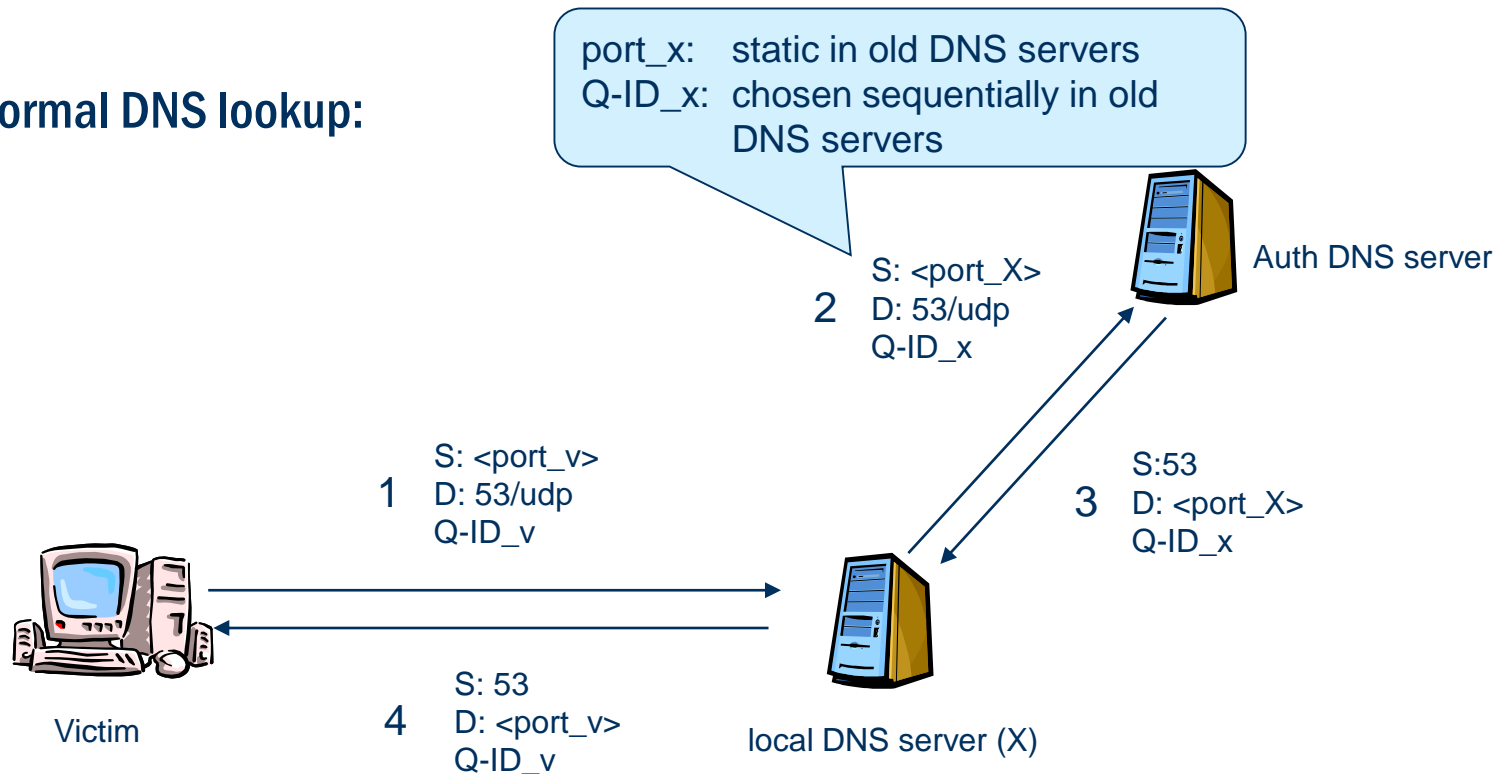 port_x: static in old DNS servers
Q-ID_x: chosen sequentially in old
DNS servers
ormal DNS lookup:
Auth DNS server
S: <port_X>
2 D: 53/udp
Q-ID_x
S: <port_v>
1 D: 53/udp
Q-ID_v
S:53
3 D: <port_X>
Q-ID_x
S: 53
4 D: <port_v>
Q-ID_v
Victim
local DNS server (X)